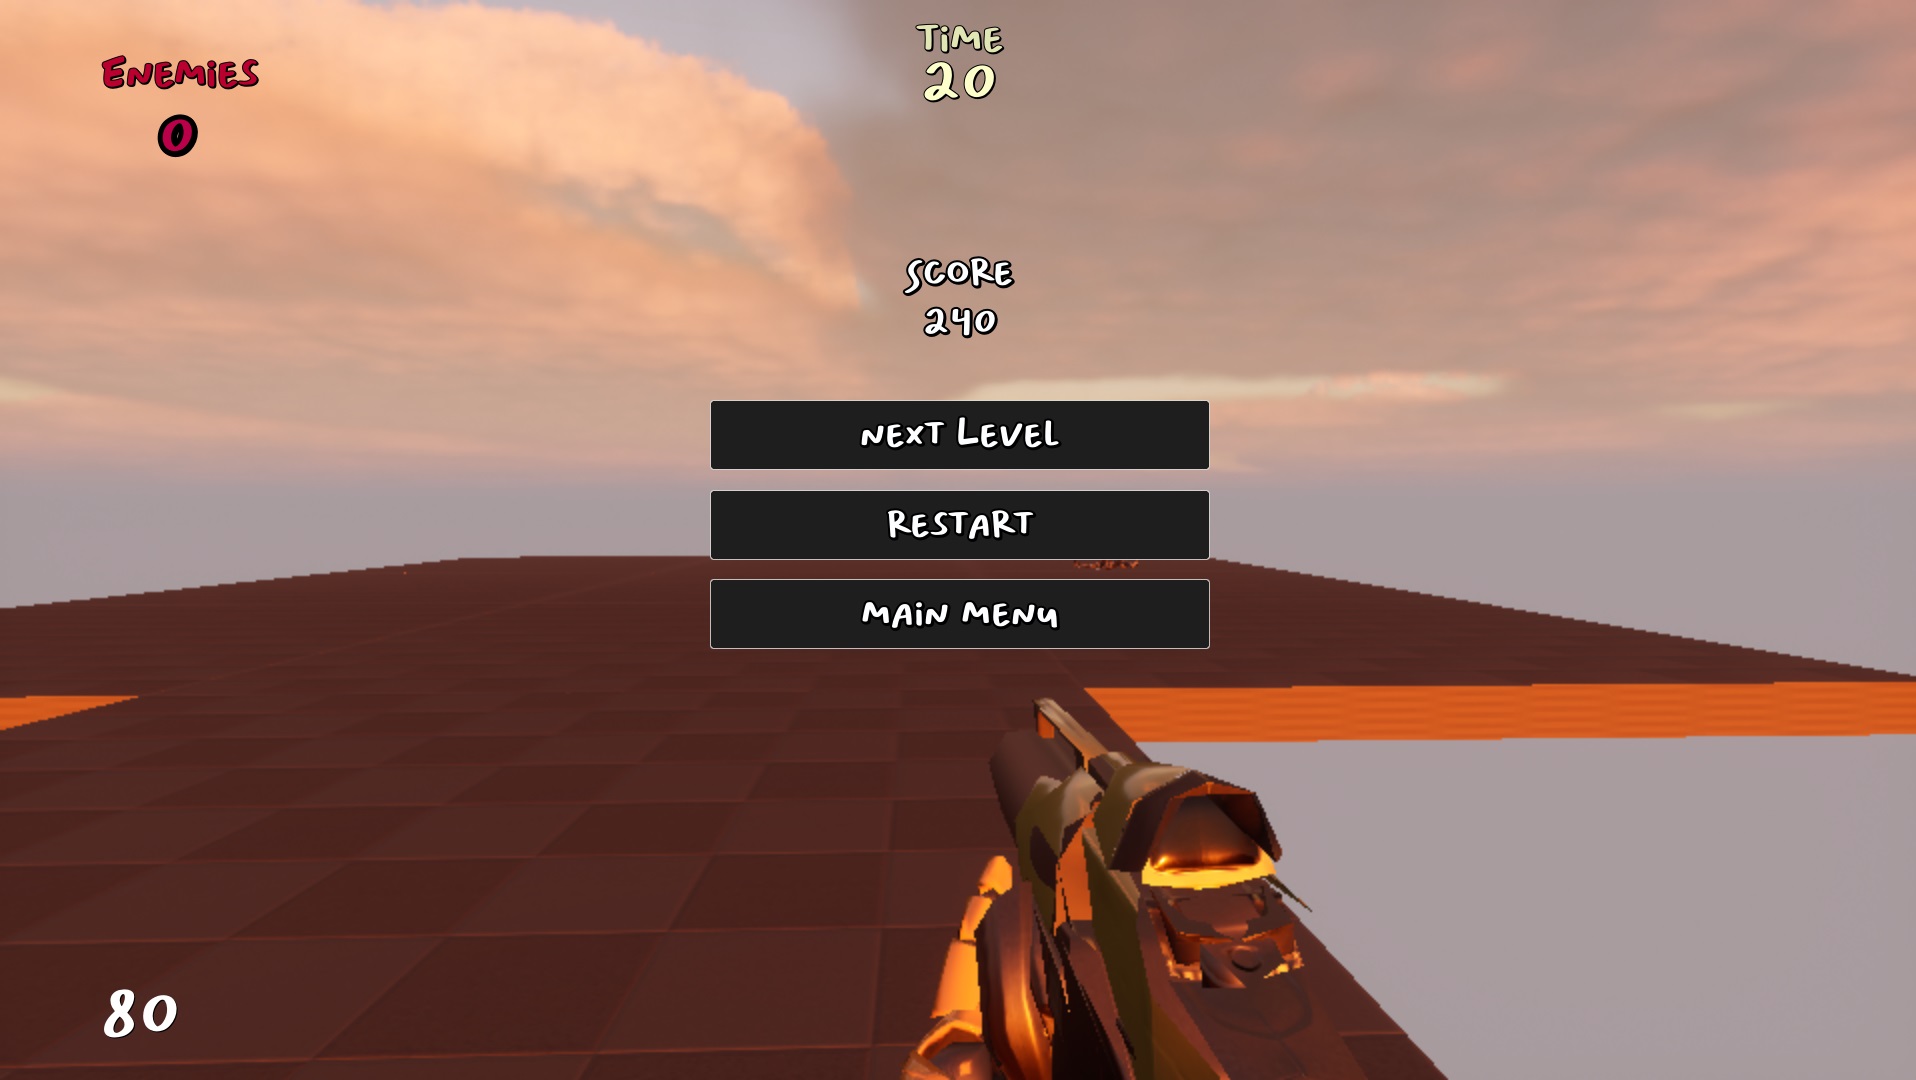 TIME
20
ENEMIES
0
SCORE
240
NEXT LEVEL
RESTART
MAIN MENU
80